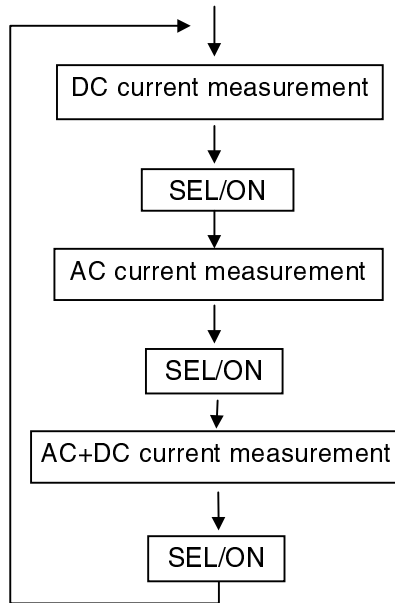 DC current measurement
SEL/ON
AC current measurement
SEL/ON
AC+DC current measurement
SEL/ON